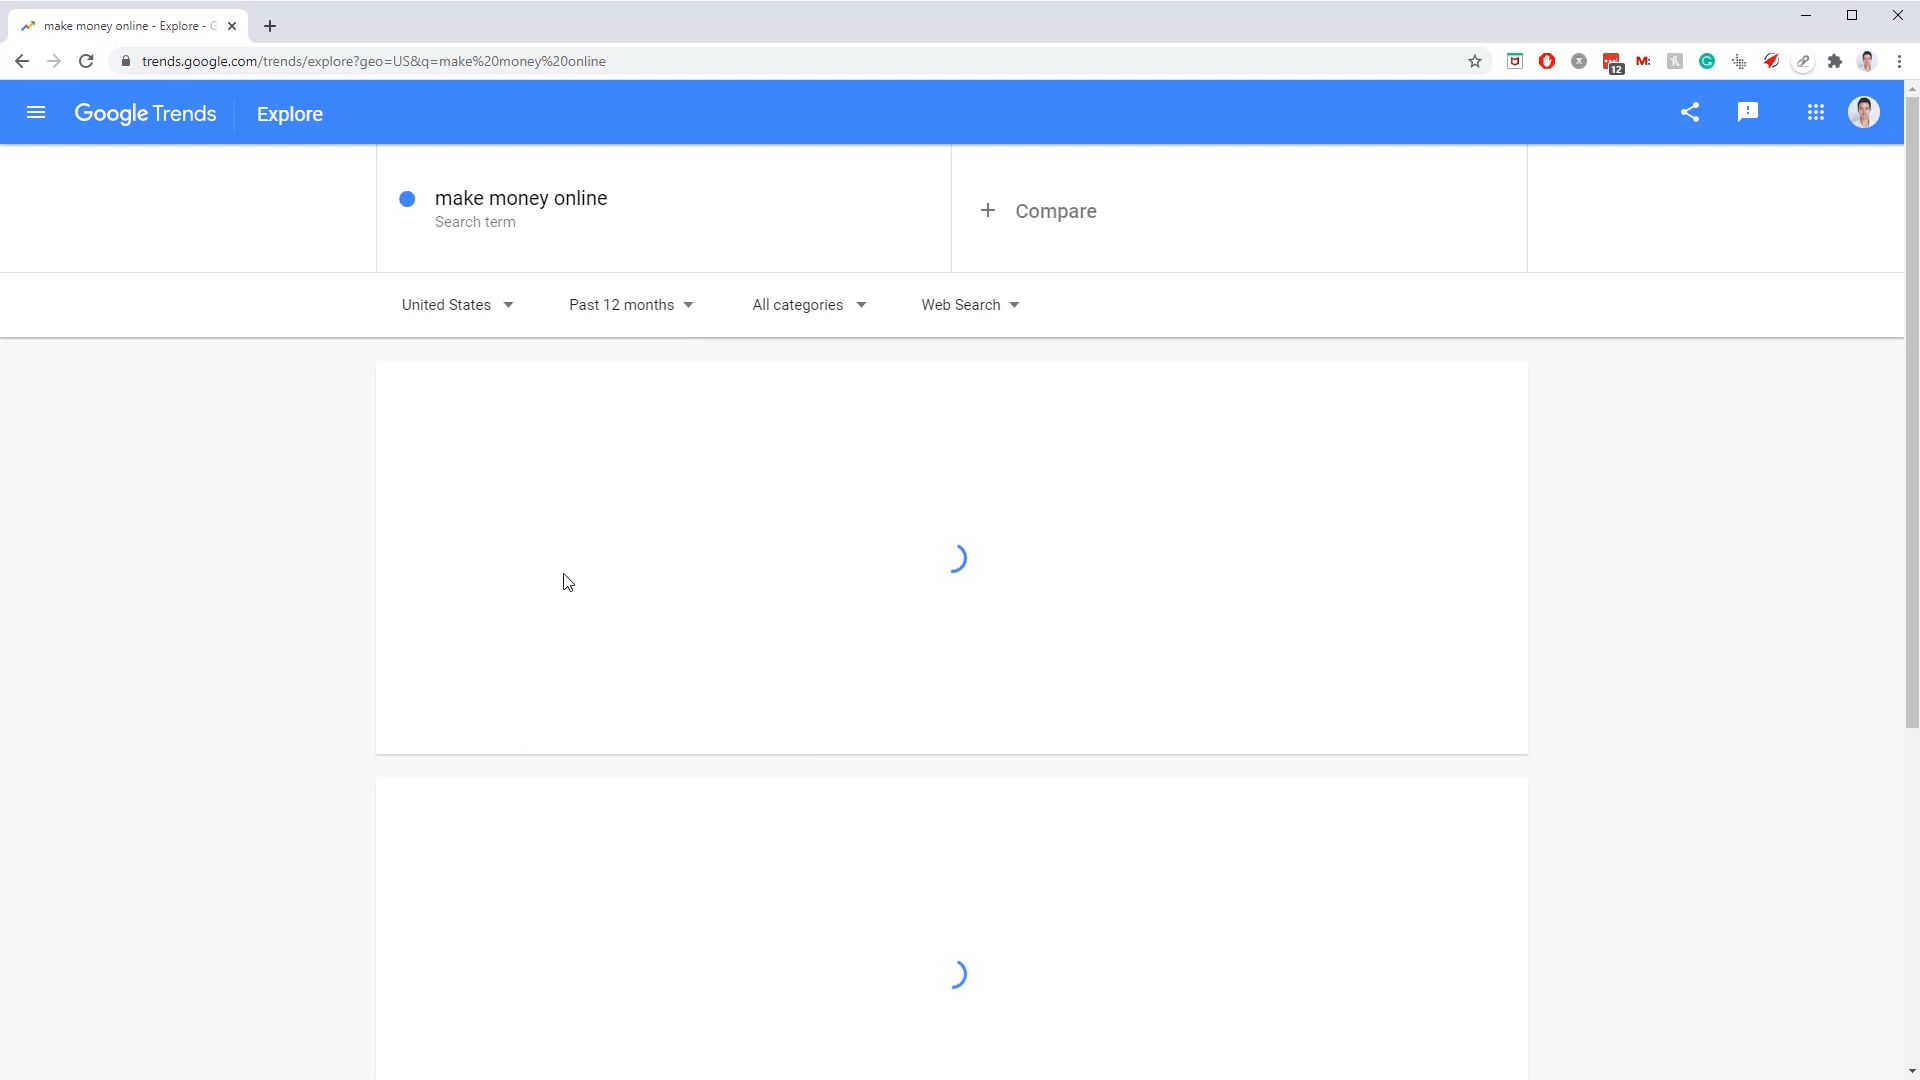 make money online - Explore - G
trends.google.com/trends/explore?geo=US&q=make%20money%20online
12
M:
Google Trends
Explore
make money online
Search term
+ Compare
United States
Past 12 months
All categories
Web Search